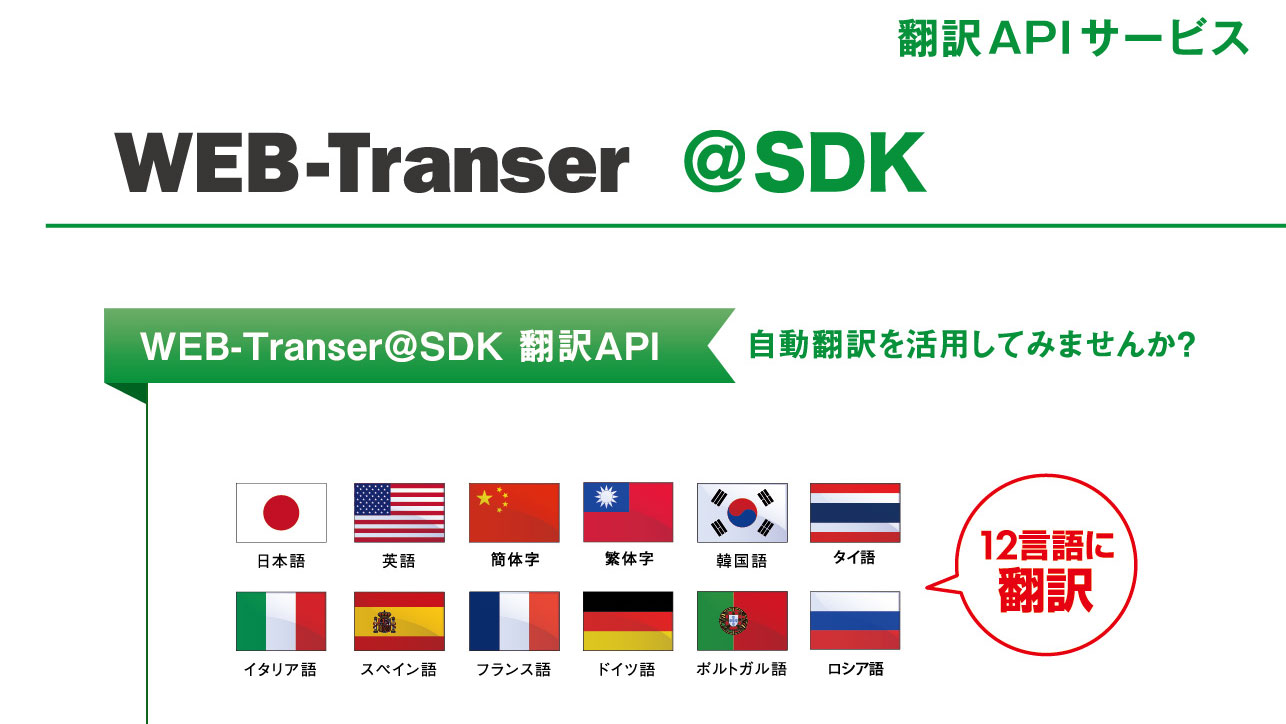 翻訳APIサービス
WEB-Transer @SDK
WEB-Transer@SDK 翻訳API
自動翻訳を活用してみませんか?
日本語
英語
簡体字
繁体字
韓国語
タイ語
イタリア語
スペイン語
フランス語
ドイツ語
ポルトガル語
ロシア語
12言語に
翻訳